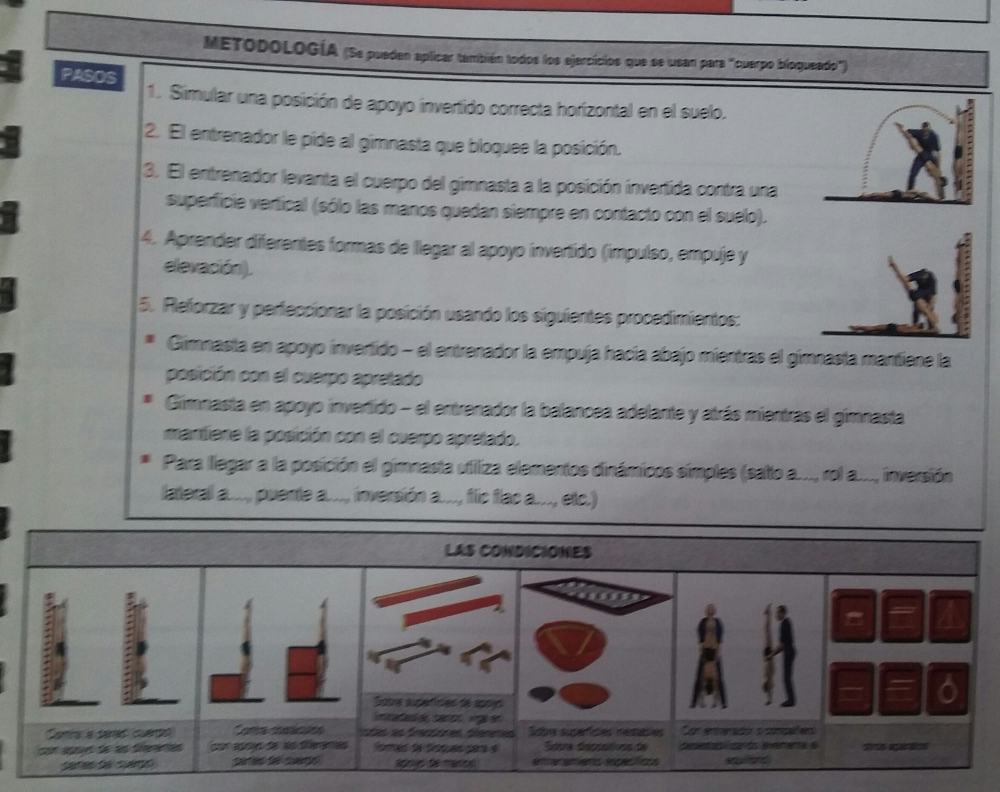 METODOLOGÍA (Se pueden aplicar también todos los ejercicios que se usan para "cuerpo bloqueado")
PASOS
1. Simular una posición de apoyo invertido correcta horizontal en el suelo.
2. El entrenador le pide al gimnasta que bloquee la posición.
3. El entrenador levanta el cuerpo del gimnasta a la posición invertida contra una
superficie vertical (sólo las manos quedan siempre en contacto con el suelo).
4. Aprender diferentes formas de llegar al apoyo invertido (impulso, empuje y
elevación).
5. Reforzar y perfeccionar la posición usando los siguientes procedimientos:
▪ Gimnasta en apoyo invertido – el entrenador la empuja hacia abajo mientras el gimnasta mantiene la
posición con el cuerpo apretado
▪ Gimnasta en apoyo invertido – el entrenador la balancea adelante y atrás mientras el gimnasta
mantiene la posición con el cuerpo apretado.
▪ Para llegar a la posición el gimnasta utiliza elementos dinámicos simples (salto a...., rol a...., inversión
lateral a...., puente a...., inversión a...., flic flac a...., etc.)
LAS CONDICIONES
Contra la pared (cuerpo)
(con apoyo de las diferentes
partes del cuerpo)
Contra obstáculos
(con apoyo de las diferentes
partes del cuerpo)
Sobre superficies de apoyo
viga en
todas las direcciones, diferentes
formas de bloques para el
apoyo de manos)
Sobre superficies inestables
Sobre dispositivos de
entrenamiento específicos
Con entrenador o compañero
(desestabilizando levemente el
equilibrio)
otros aparatos